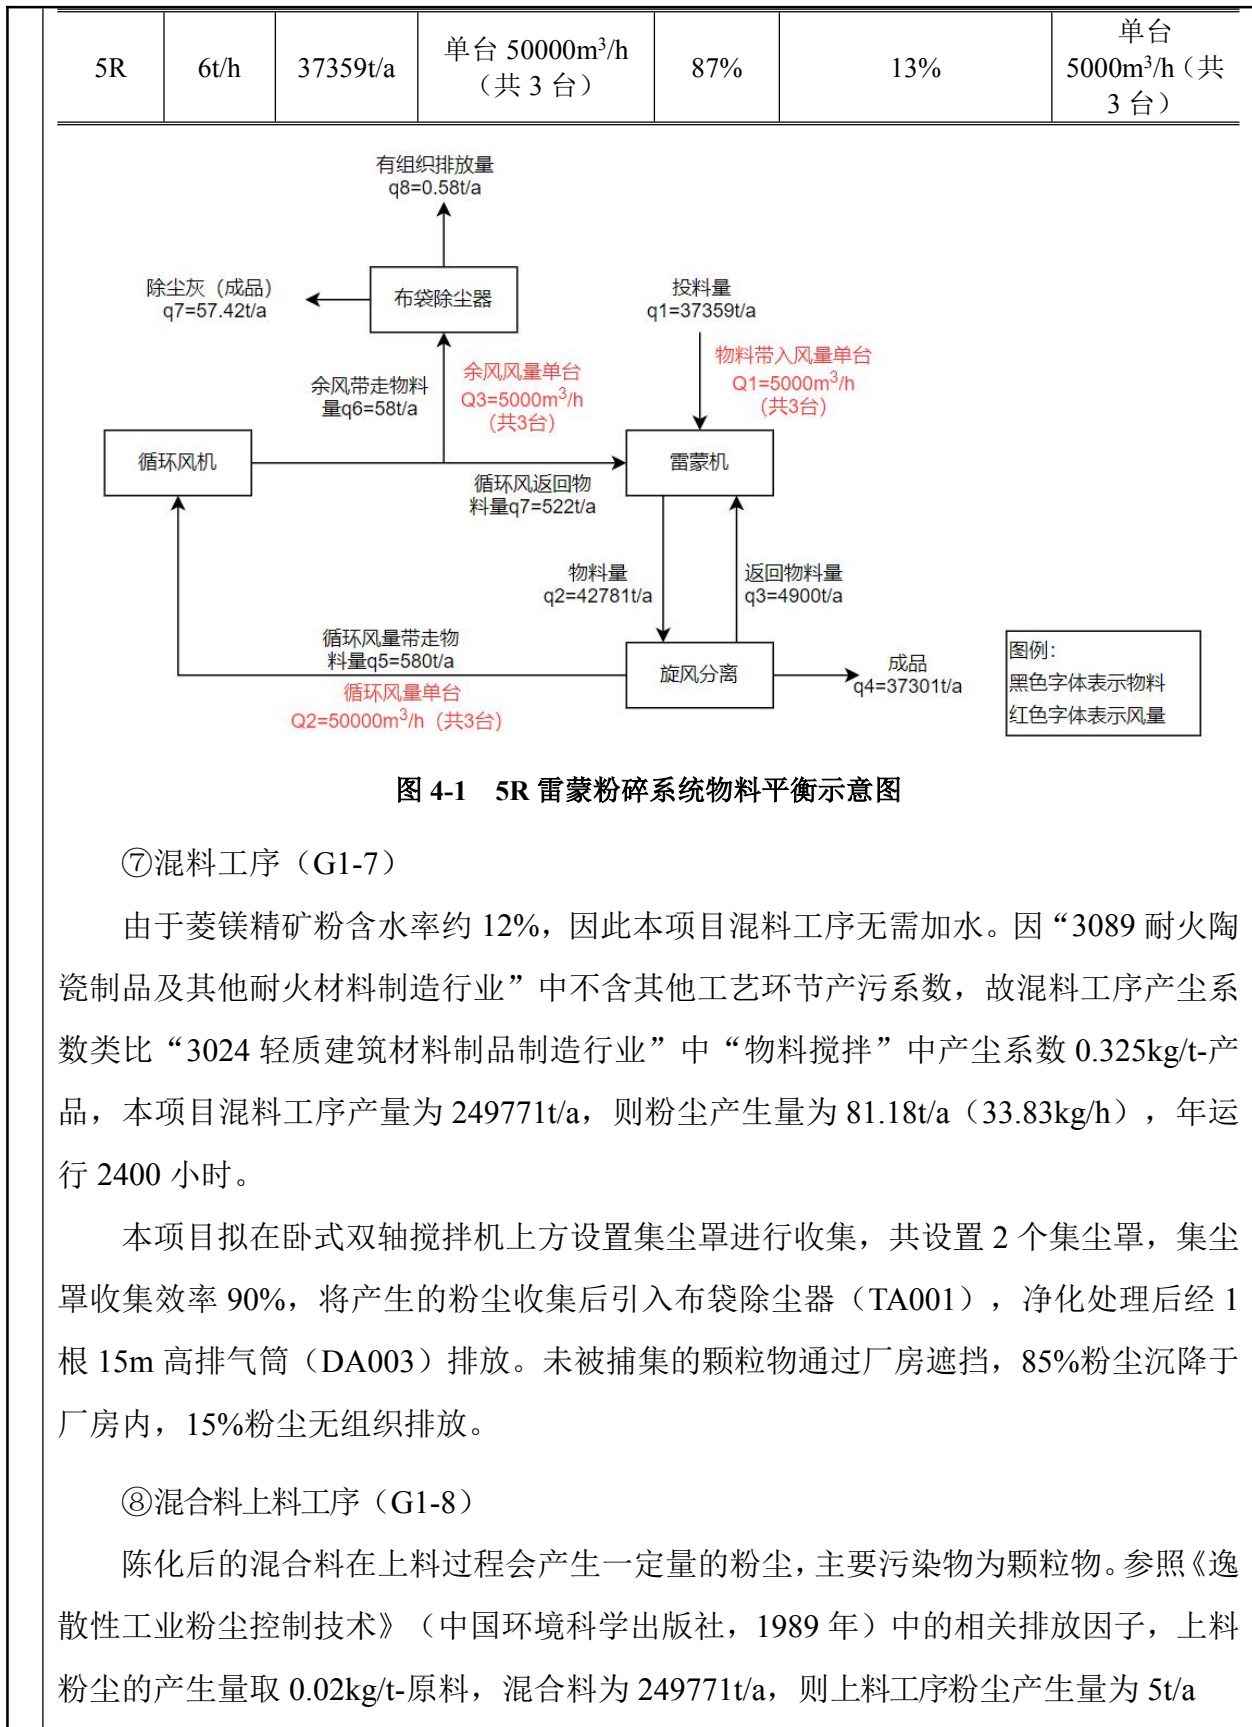 5R 6t/h 37359t/a 单台 50000m³/h（共 3 台） 87% 13% 单台 5000m³/h（共 3 台）
有组织排放量
q8=0.58t/a
除尘灰（成品）
q7=57.42t/a
布袋除尘器
投料量
q1=37359t/a
余风带走物料
量q6=58t/a
余风风量单台
Q3=5000m³/h
(共3台)
物料带入风量单台
Q1=5000m³/h
(共3台)
循环风机
雷蒙机
循环风返回物
料量q7=522t/a
物料量
q2=42781t/a
返回物料量
q3=4900t/a
循环风量带走物
料量q5=580t/a
循环风量单台
Q2=50000m³/h（共3台）
旋风分离
成品
q4=37301t/a
图例：
黑色字体表示物料
红色字体表示风量
图 4-1 5R 雷蒙粉碎系统物料平衡示意图
⑦混料工序（G1-7）
由于菱镁精矿粉含水率约 12%，因此本项目混料工序无需加水。因“3089 耐火陶
瓷制品及其他耐火材料制造行业”中不含其他工艺环节产污系数，故混料工序产尘系
数类比“3024 轻质建筑材料制品制造行业”中“物料搅拌”中产尘系数 0.325kg/t-产
品，本项目混料工序产量为 249771t/a，则粉尘产生量为 81.18t/a（33.83kg/h），年运
行 2400 小时。
本项目拟在卧式双轴搅拌机上方设置集尘罩进行收集，共设置 2 个集尘罩，集尘
罩收集效率 90%，将产生的粉尘收集后引入布袋除尘器（TA001），净化处理后经 1
根 15m 高排气筒（DA003）排放。未被捕集的颗粒物通过厂房遮挡，85%粉尘沉降于
厂房内，15%粉尘无组织排放。
⑧混合料上料工序（G1-8）
陈化后的混合料在上料过程会产生一定量的粉尘，主要污染物为颗粒物。参照《逸
散性工业粉尘控制技术》（中国环境科学出版社，1989 年）中的相关排放因子，上料
粉尘的产生量取 0.02kg/t-原料，混合料为 249771t/a，则上料工序粉尘产生量为 5t/a